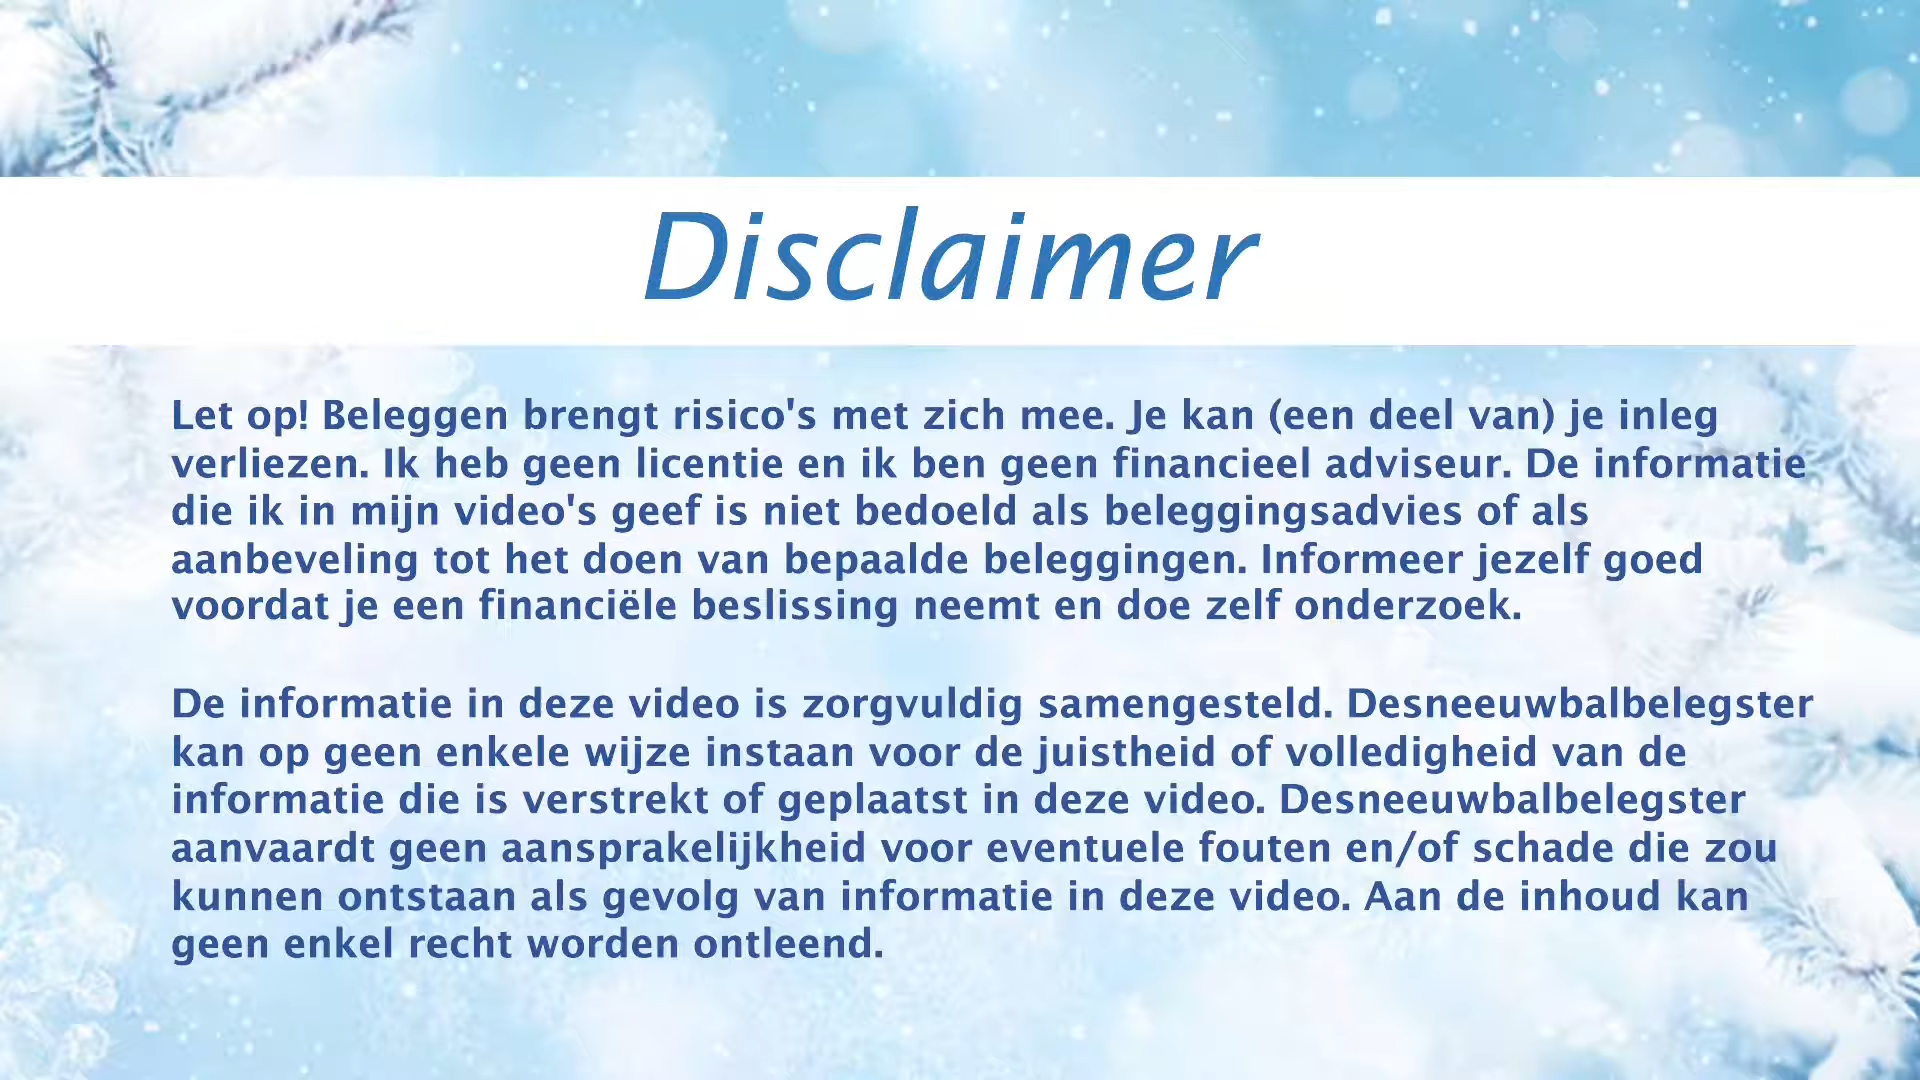 Disclaimer
Let op! Beleggen brengt risico's met zich mee. Je kan (een deel van) je inleg
verliezen. Ik heb geen licentie en ik ben geen financieel adviseur. De informatie
die ik in mijn video's geef is niet bedoeld als beleggingsadvies of als
aanbeveling tot het doen van bepaalde beleggingen. Informeer jezelf goed
voordat je een financiële beslissing neemt en doe zelf onderzoek.
De informatie in deze video is zorgvuldig samengesteld. Desneeuwbalbelegster
kan op geen enkele wijze instaan voor de juistheid of volledigheid van de
informatie die is verstrekt of geplaatst in deze video. Desneeuwbalbelegster
aanvaardt geen aansprakelijkheid voor eventuele fouten en/of schade die zou
kunnen ontstaan als gevolg van informatie in deze video. Aan de inhoud kan
geen enkel recht worden ontleend.